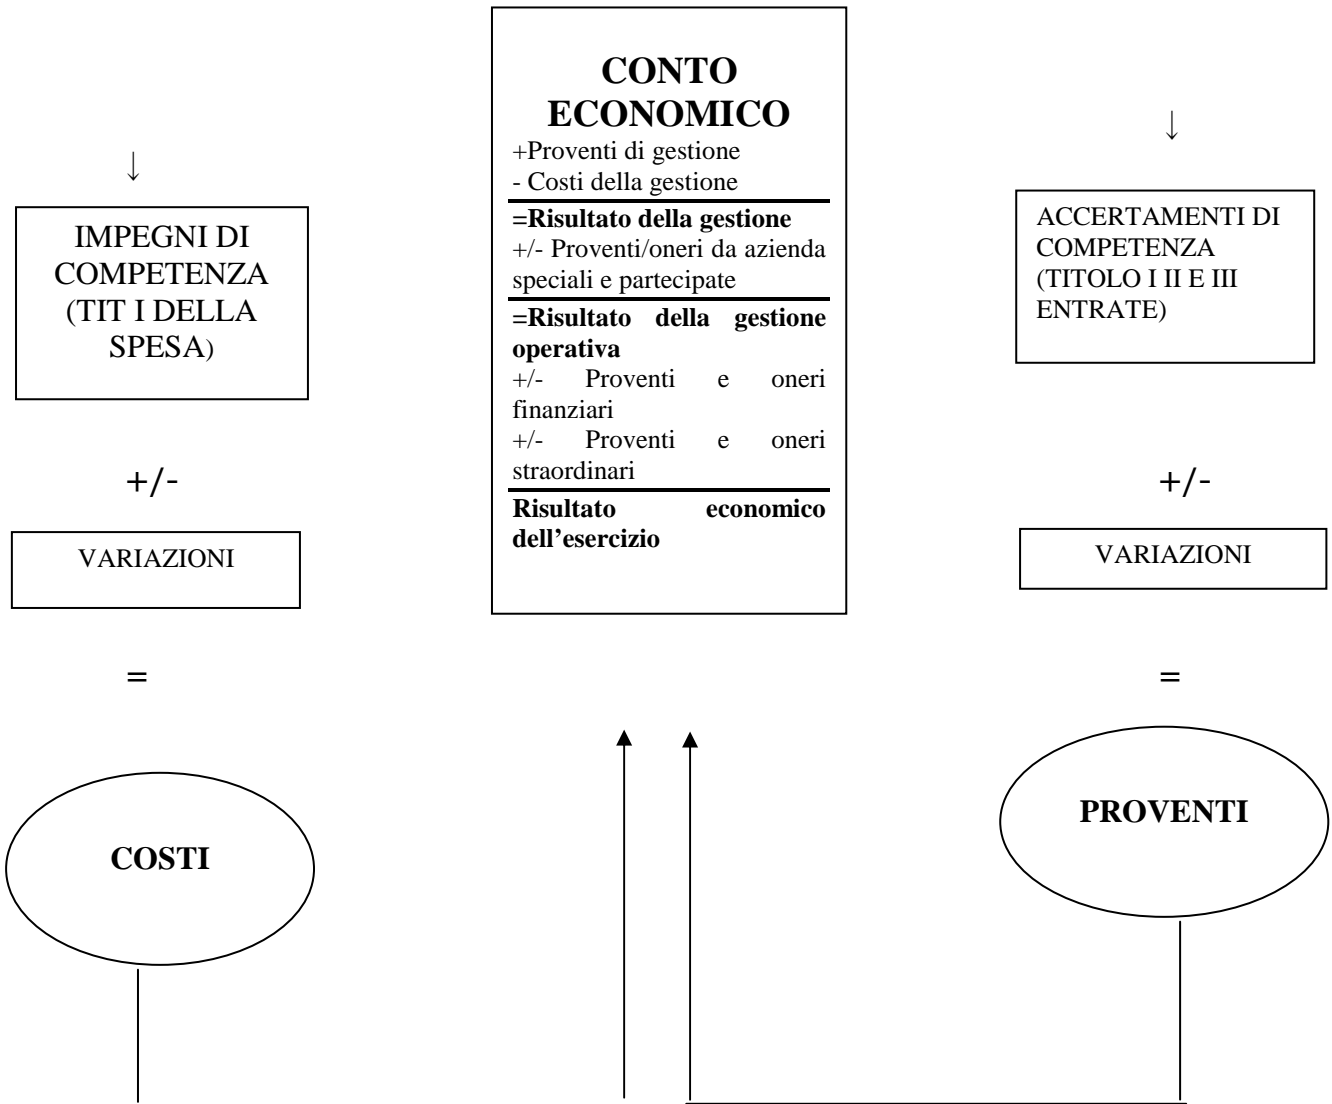 ↓
IMPEGNI DI
COMPETENZA
(TIT I DELLA
SPESA)
+/-
VARIAZIONI
=
COSTI
CONTO
ECONOMICO
+Proventi di gestione
- Costi della gestione
=Risultato della gestione
+/- Proventi/oneri da azienda
speciali e partecipate
=Risultato della gestione
operativa
+/- Proventi e oneri
finanziari
+/- Proventi e oneri
straordinari
Risultato economico
dell’esercizio
↓
ACCERTAMENTI DI
COMPETENZA
(TITOLO I II E III
ENTRATE)
+/-
VARIAZIONI
=
PROVENTI